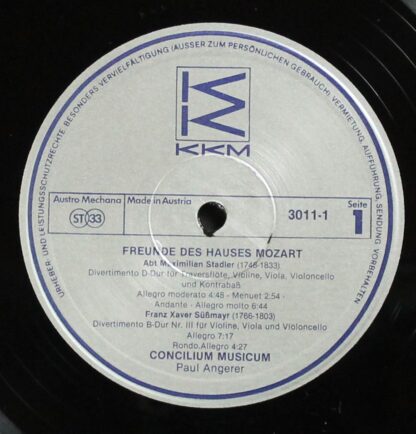 URHEBER- UND LEISTUNGSSCHUTZRECHTE BESONDERS VERVIELFÄLTIGUNG (AUSSER ZUM PERSÖNLICHEN GEBRAUCH), VERMIETUNG, AUFFÜHRUNG, SENDUNG, VORBEHALTEN
KKM
Austro Mechana
Made in Austria
ST 33
3011-1
Seite
1
FREUNDE DES HAUSES MOZART
Abt Maximilian Stadler (1748-1833)
Divertimento D-Dur für Traversflöte, Violine, Viola, Violoncello
und Kontrabaß
Allegro moderato 4:48 - Menuet 2:54 -
Andante - Allegro molto 6:44
Franz Xaver Süßmayr (1766-1803)
Divertimento B-Dur Nr. III für Violine, Viola und Violoncello
Allegro 7:17
Rondo.Allegro 4:27
CONCILIUM MUSICUM
Paul Angerer